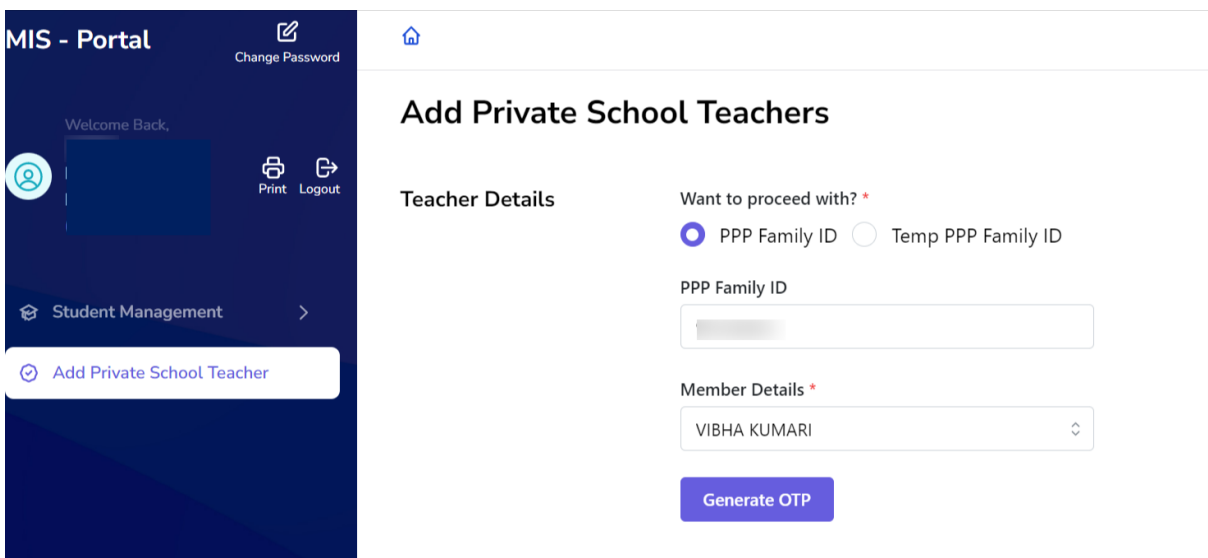 MIS - Portal
Change Password
Welcome Back,
Print Logout
Student Management
Add Private School Teacher
Add Private School Teachers
Teacher Details
Want to proceed with? *
PPP Family ID Temp PPP Family ID
PPP Family ID
Member Details *
VIBHA KUMARI
Generate OTP